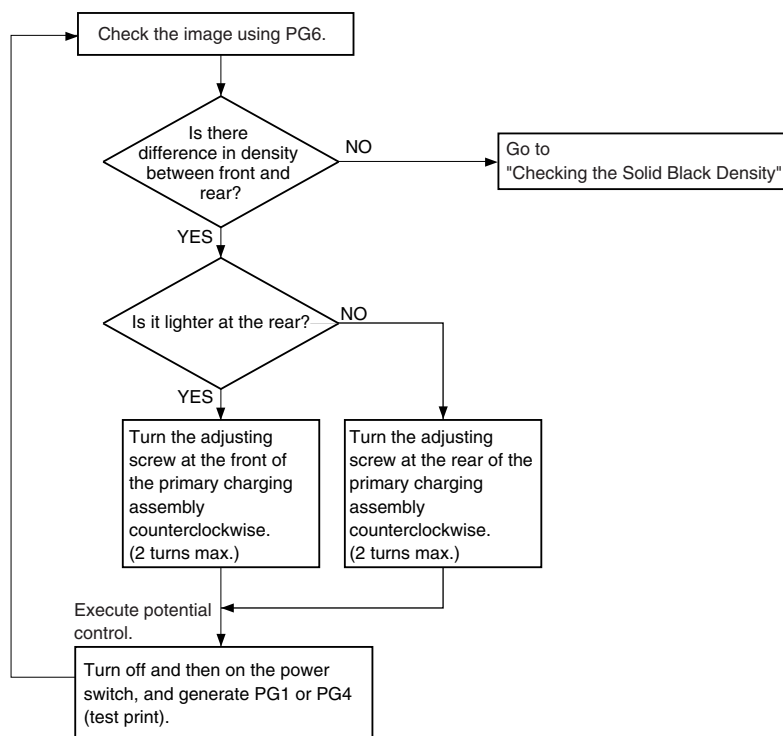 Check the image using PG6.
Is there
difference in density
between front and
rear?
NO
Go to
"Checking the Solid Black Density"
YES
Is it lighter at the rear?
NO
YES
Turn the adjusting
screw at the front of
the primary charging
assembly
counterclockwise.
(2 turns max.)
Turn the adjusting
screw at the rear of the
primary charging
assembly
counterclockwise.
(2 turns max.)
Execute potential
control.
Turn off and then on the power
switch, and generate PG1 or PG4
(test print).